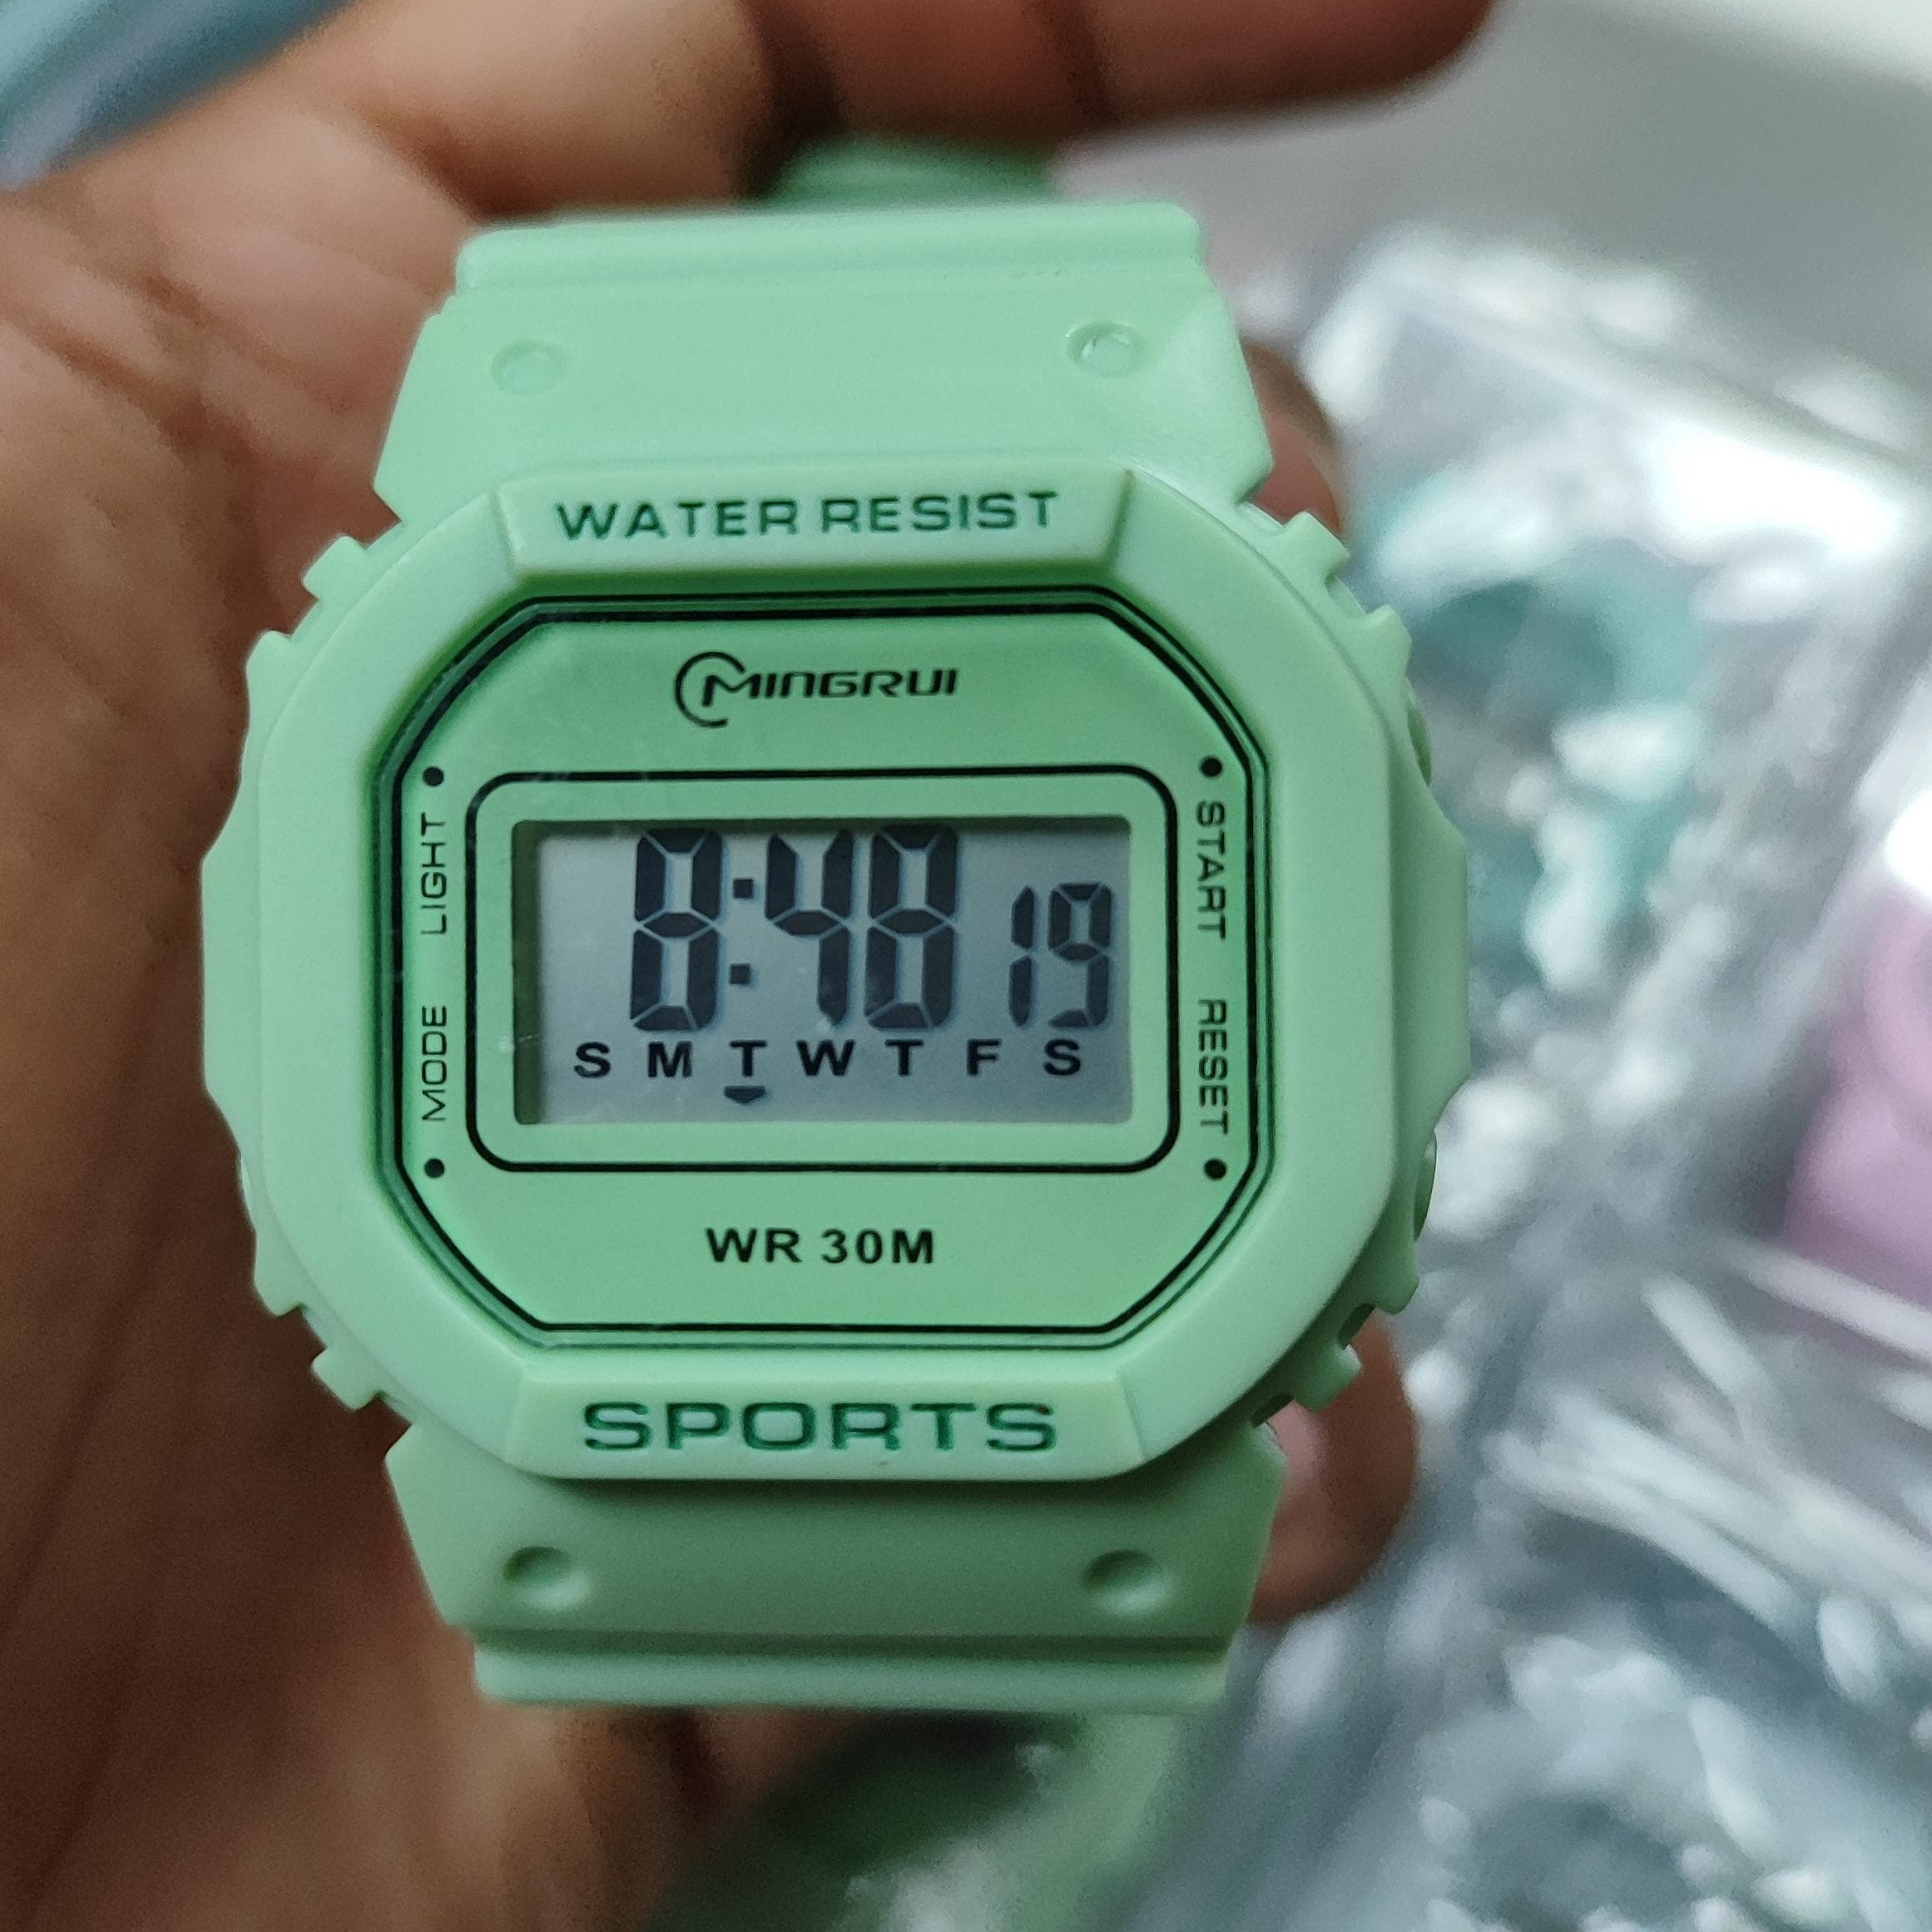 WATER RESIST
MINGRUI
LIGHT
START
8:48 19
MODE
RESET
S M T W T F S
WR 30M
SPORTS